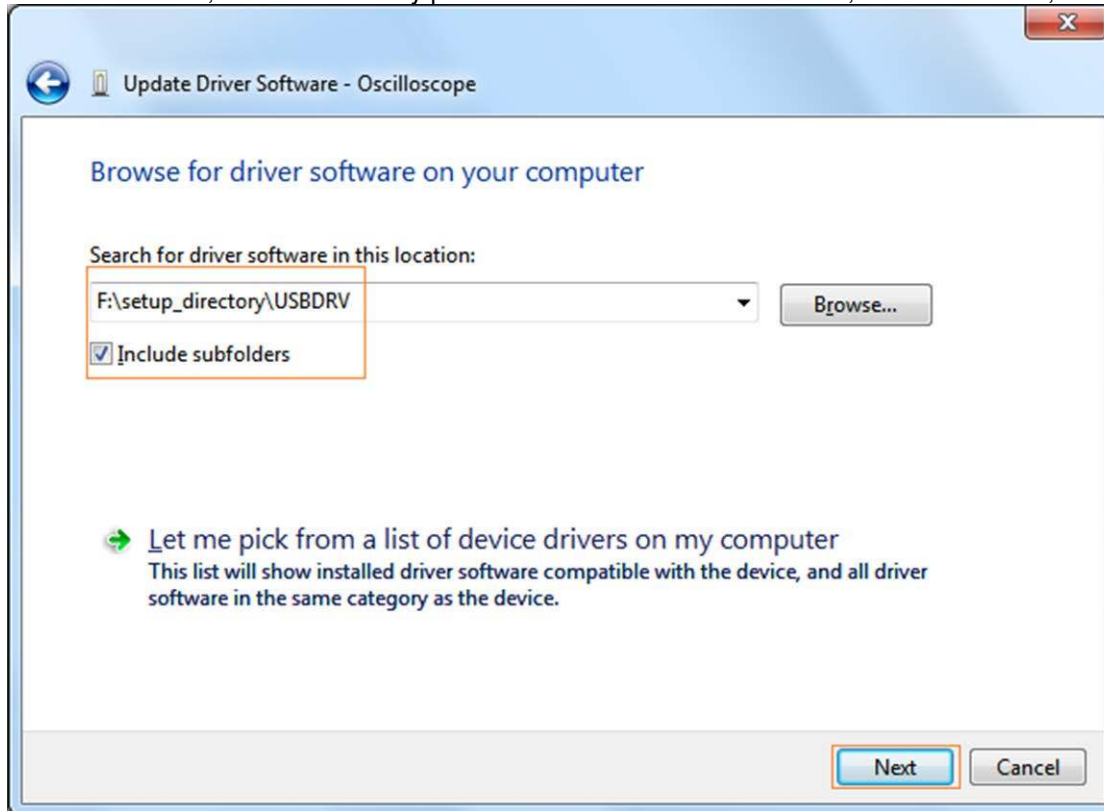 Update Driver Software - Oscilloscope
Browse for driver software on your computer
Search for driver software in this location:
F:\setup_directory\USBDRV
Browse...
Include subfolders
Let me pick from a list of device drivers on my computer
This list will show installed driver software compatible with the device, and all driver
software in the same category as the device.
Next
Cancel